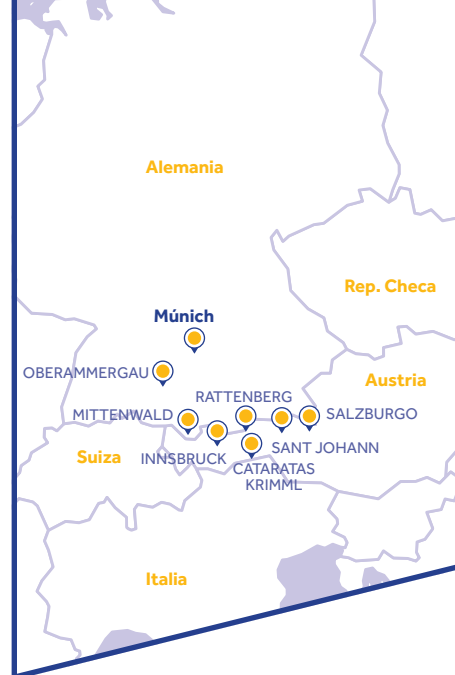 Alemania
Rep. Checa
Múnich
OBERAMMERGAU
Austria
RATTENBERG
MITTENWALD
SALZBURGO
SANT JOHANN
Suiza
INNSBRUCK
CATARATAS
KRIMML
Italia